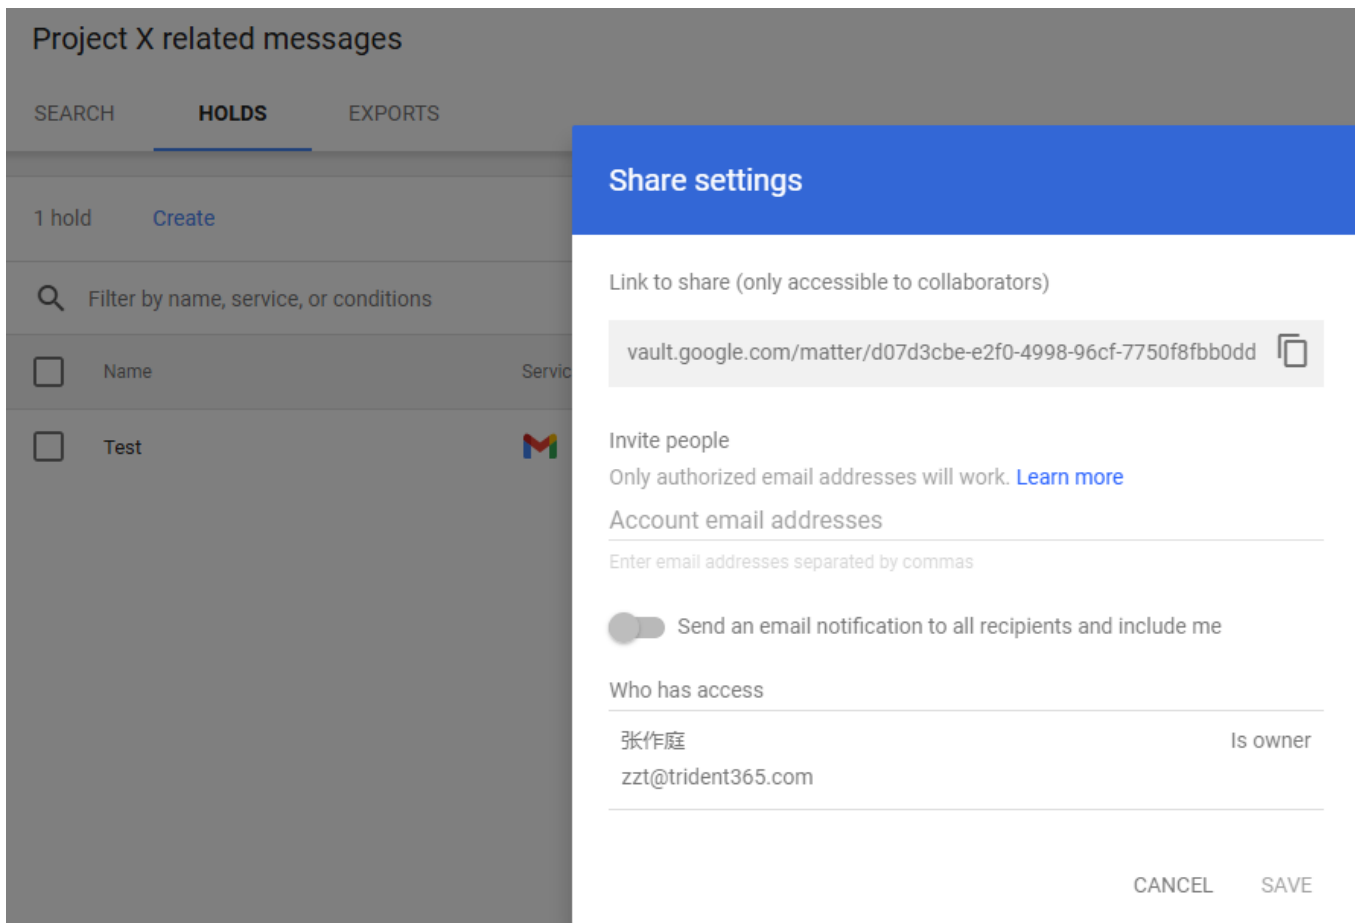 Project X related messages
SEARCH HOLDS EXPORTS
1 hold Create
Filter by name, service, or conditions
Name Servic
Test
Share settings
Link to share (only accessible to collaborators)
vault.google.com/matter/d07d3cbe-e2f0-4998-96cf-7750f8fbb0dd
Invite people
Only authorized email addresses will work. Learn more
Account email addresses
Enter email addresses separated by commas
Send an email notification to all recipients and include me
Who has access
张作庭 Is owner
zzt@trident365.com
CANCEL SAVE